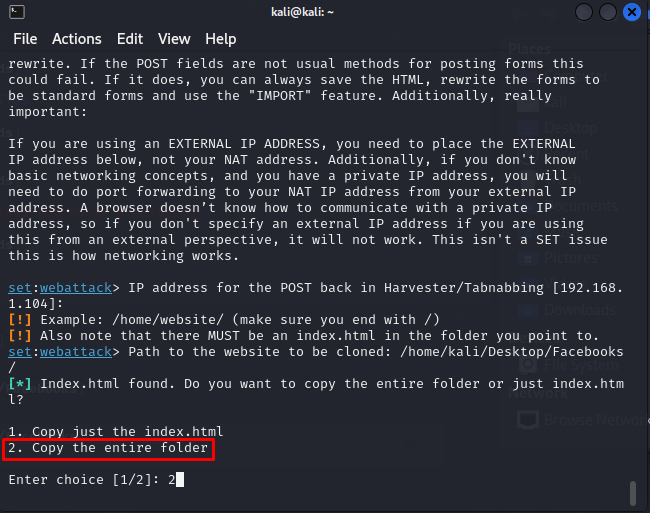 kali@kali: ~
File Actions Edit View Help
rewrite. If the POST fields are not usual methods for posting forms this
could fail. If it does, you can always save the HTML, rewrite the forms to
be standard forms and use the "IMPORT" feature. Additionally, really
important:
If you are using an EXTERNAL IP ADDRESS, you need to place the EXTERNAL
IP address below, not your NAT address. Additionally, if you don't know
basic networking concepts, and you have a private IP address, you will
need to do port forwarding to your NAT IP address from your external IP
address. A browser doesn’t know how to communicate with a private IP
address, so if you don't specify an external IP address if you are using
this from an external perspective, it will not work. This isn't a SET issue
this is how networking works.
set:webattack> IP address for the POST back in Harvester/Tabnabbing [192.168.
1.104]:
[!] Example: /home/website/ (make sure you end with /)
[!] Also note that there MUST be an index.html in the folder you point to.
set:webattack> Path to the website to be cloned: /home/kali/Desktop/Facebooks
/
[*] Index.html found. Do you want to copy the entire folder or just index.htm
l?
1. Copy just the index.html
2. Copy the entire folder
Enter choice [1/2]: 2
Places
Desktop
Pictures
Downloads
File System
Network
Browse Network